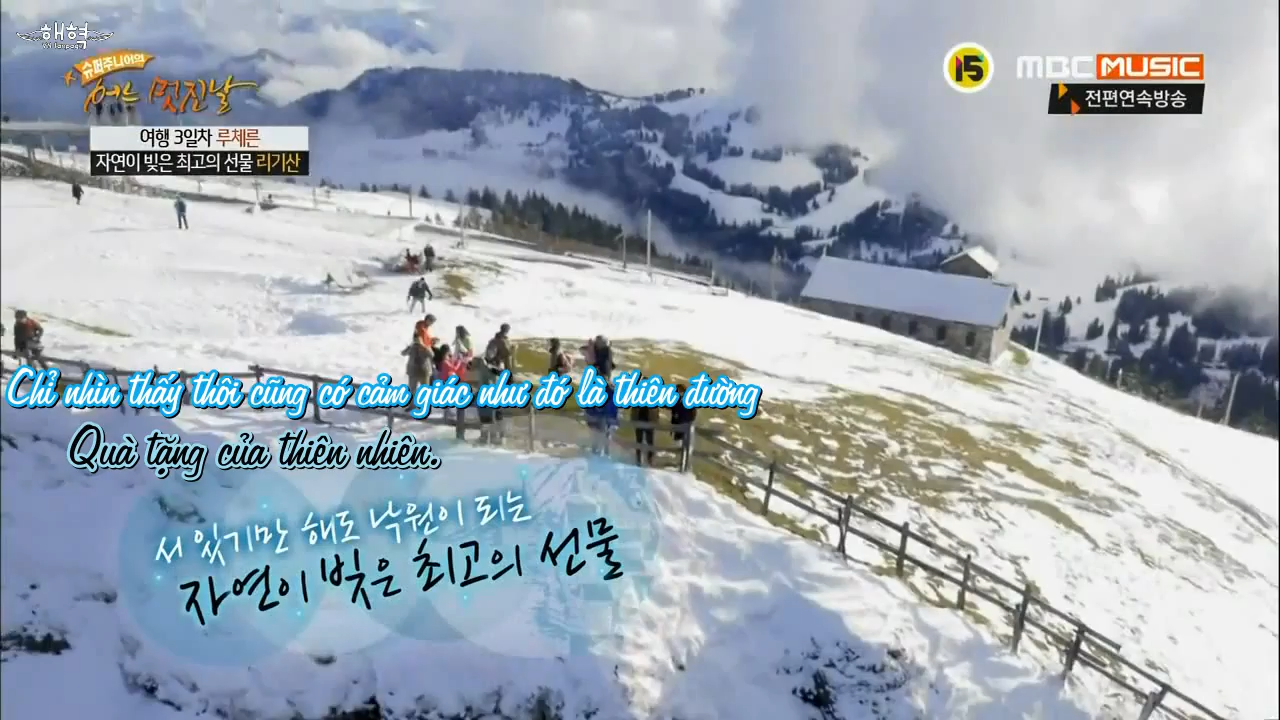 해혁
슈퍼주니어의
어느 멋진날
여행 3일차 루체른
자연이 빚은 최고의 선물 리기산
15
MBC MUSIC
전편연속방송
Chỉ nhìn thấy thôi cũng có cảm giác như đó là thiên đường
Quà tặng của thiên nhiên.
서 있기만 해도 낙원이 되는
자연이 빚은 최고의 선물